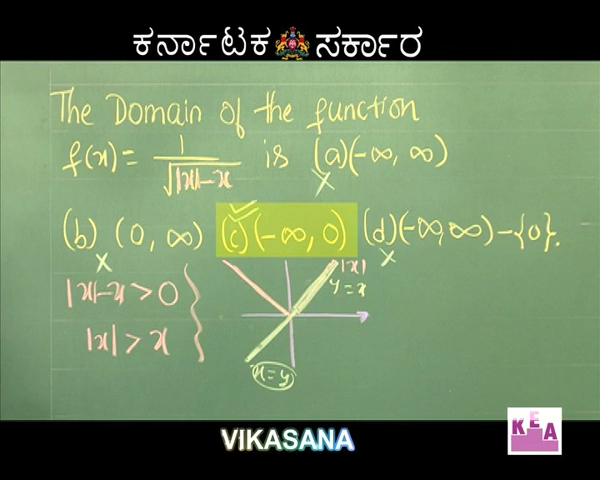 ಕರ್ನಾಟಕ ಸರ್ಕಾರ
The Domain of the function
f(x) = 1/√|x|-x is (a)(-∞, ∞)
(b) (0, ∞) (c)(-∞, 0) (d)(-∞,∞)-{0}.
|x|-x > 0
|x| > x
|x|
y = x
x = y
KEA
VIKASANA